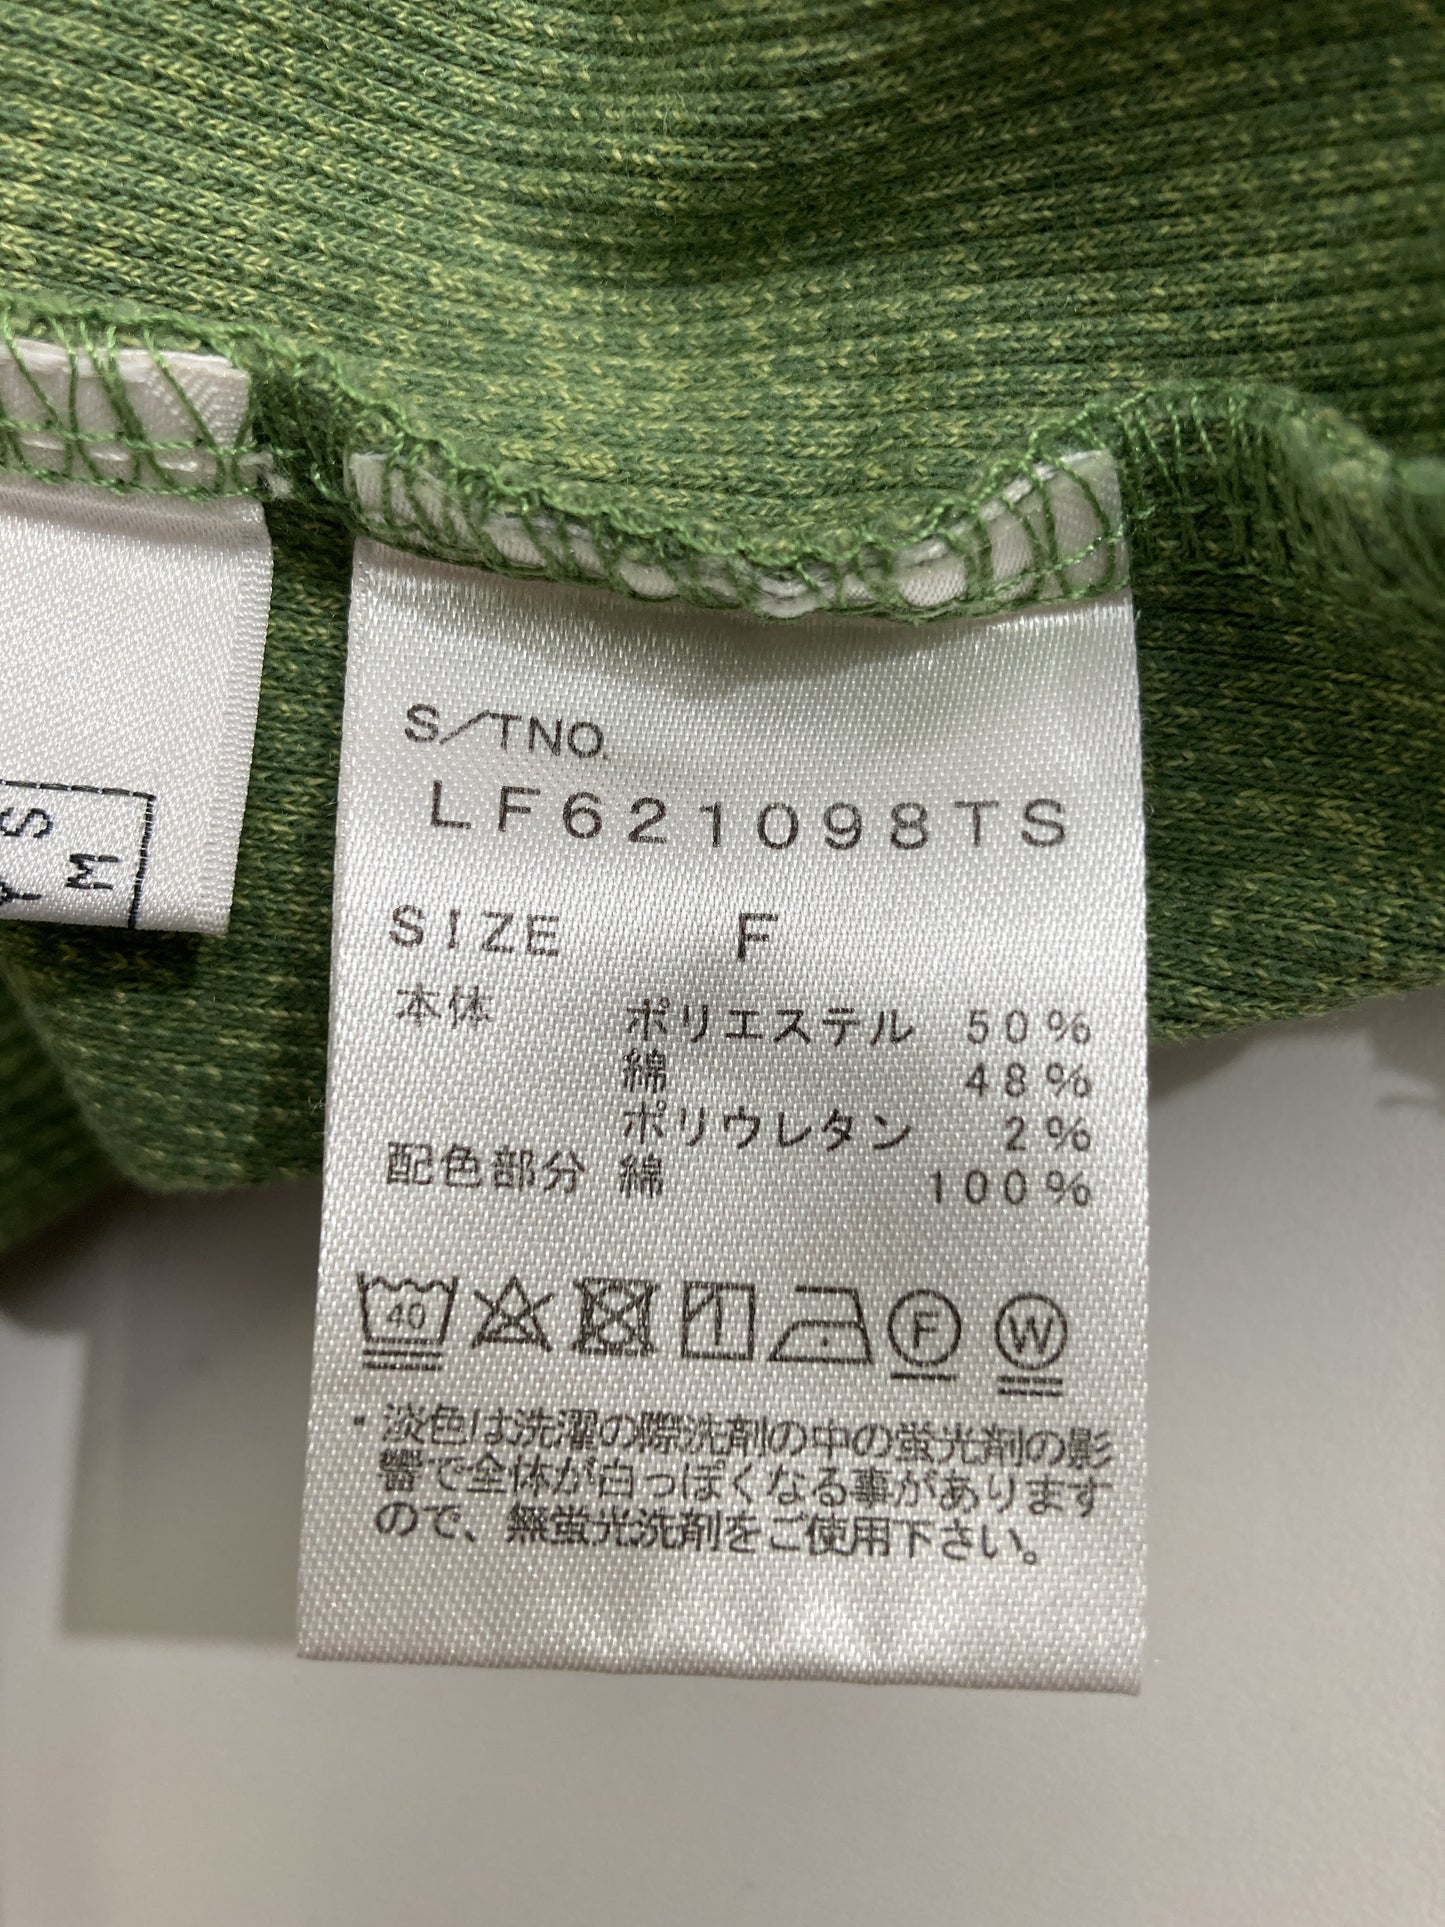 S/TNO.
LF621098TS
SIZE F
本体 ポリエステル 50%
綿 48%
ポリウレタン 2%
配色部分 綿 100%
40
F
W
・淡色は洗濯の際洗剤の中の蛍光剤の影
響で全体が白っぽくなる事があります
ので、無蛍光洗剤をご使用下さい。
S
M